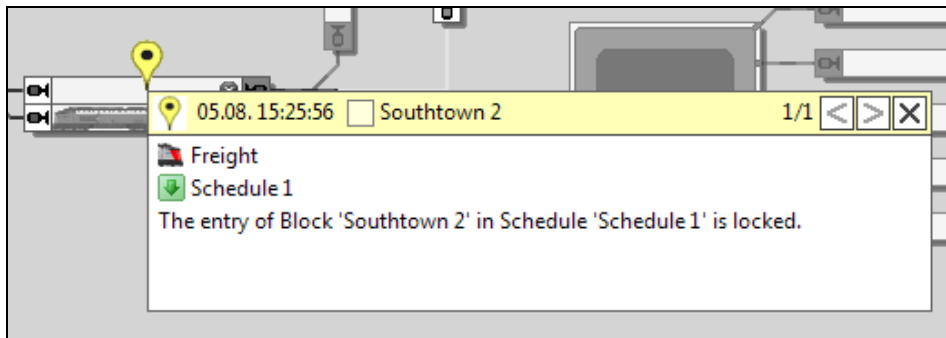 05.08. 15:25:56 Southtown 2 1/1 < >
Freight
Schedule 1
The entry of Block 'Southtown 2' in Schedule 'Schedule 1' is locked.